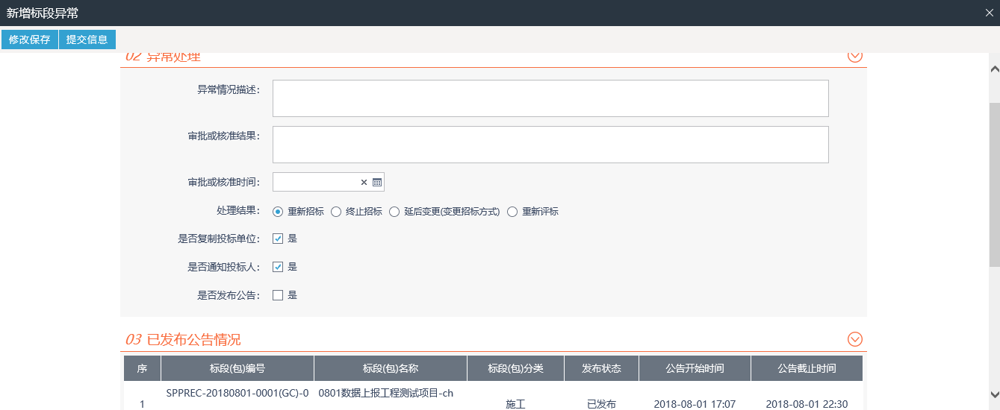 新增标段异常
修改保存 提交信息
02 异常处理
异常情况描述:
审批或核准结果:
审批或核准时间:
处理结果: 重新招标 终止招标 延后变更(变更招标方式) 重新评标
是否复制投标单位: 是
是否通知投标人: 是
是否发布公告: 是
03 已发布公告情况
序 标段(包)编号 标段(包)名称 标段(包)分类 发布状态 公告开始时间 公告截止时间
1 SPPREC-20180801-0001(GC)-0 0801数据上报工程测试项目-ch 施工 已发布 2018-08-01 17:07 2018-08-01 22:30